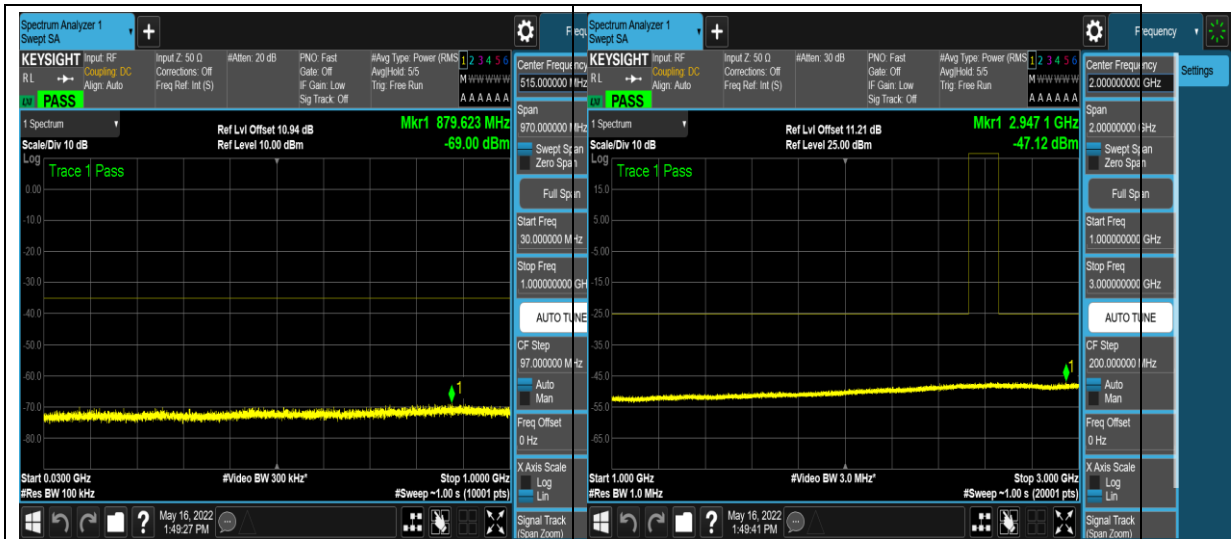 Spectrum Analyzer 1
Swept SA
+
KEYSIGHT
RL
Input: RF
Coupling: DC
Align: Auto
Input Z: 50 Ω
Corrections: Off
Freq Ref: Int (S)
#Atten: 20 dB
PNO: Fast
Gate: Off
IF Gain: Low
Sig Track: Off
#Avg Type: Power (RMS
Avg|Hold: 5/5
Trig: Free Run
1 2 3 4 5 6
M W W W W W
A A A A A A
PASS
1 Spectrum
Scale/Div 10 dB
Log
Ref Lvl Offset 10.94 dB
Ref Level 10.00 dBm
Mkr1 879.623 MHz
-69.00 dBm
Trace 1 Pass
0.00
-10.0
-20.0
-30.0
-40.0
-50.0
-60.0
-70.0
-80.0
1
Start 0.0300 GHz
#Res BW 100 kHz
#Video BW 300 kHz*
Stop 1.0000 GHz
#Sweep ~1.00 s (10001 pts)
?
May 16, 2022
1:49:27 PM
Center Frequency
515.000000 MHz
Span
970.000000 MHz
Swept Span
Zero Span
Full Span
Start Freq
30.000000 MHz
Stop Freq
1.000000000 GH
AUTO TUNE
CF Step
97.000000 MHz
Auto
Man
Freq Offset
0 Hz
X Axis Scale
Log
Lin
Signal Track
(Span Zoom)
Spectrum Analyzer 1
Swept SA
+
Frequency
Settings
KEYSIGHT
RL
Input: RF
Coupling: DC
Align: Auto
Input Z: 50 Ω
Corrections: Off
Freq Ref: Int (S)
#Atten: 30 dB
PNO: Fast
Gate: Off
IF Gain: Low
Sig Track: Off
#Avg Type: Power (RMS
Avg|Hold: 5/5
Trig: Free Run
1 2 3 4 5 6
M W W W W W
A A A A A A
PASS
1 Spectrum
Scale/Div 10 dB
Log
Ref Lvl Offset 11.21 dB
Ref Level 25.00 dBm
Mkr1 2.947 1 GHz
-47.12 dBm
Trace 1 Pass
15.0
5.00
-5.00
-15.0
-25.0
-35.0
-45.0
-55.0
-65.0
1
Start 1.000 GHz
#Res BW 1.0 MHz
#Video BW 3.0 MHz*
Stop 3.000 GHz
#Sweep ~1.00 s (20001 pts)
?
May 16, 2022
1:49:41 PM
Center Frequency
2.000000000 GHz
Span
2.00000000 GHz
Swept Span
Zero Span
Full Span
Start Freq
1.000000000 GHz
Stop Freq
3.000000000 GHz
AUTO TUNE
CF Step
200.000000 MHz
Auto
Man
Freq Offset
0 Hz
X Axis Scale
Log
Lin
Signal Track
(Span Zoom)